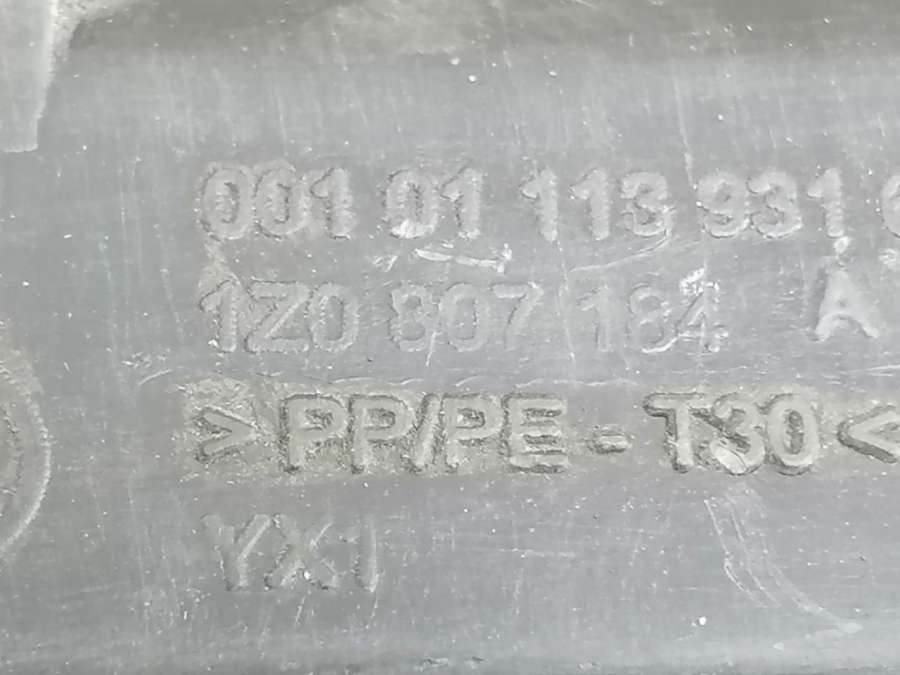 001 01 113 931
1Z0 807 184 A
>PP/PE-T30<
YX1